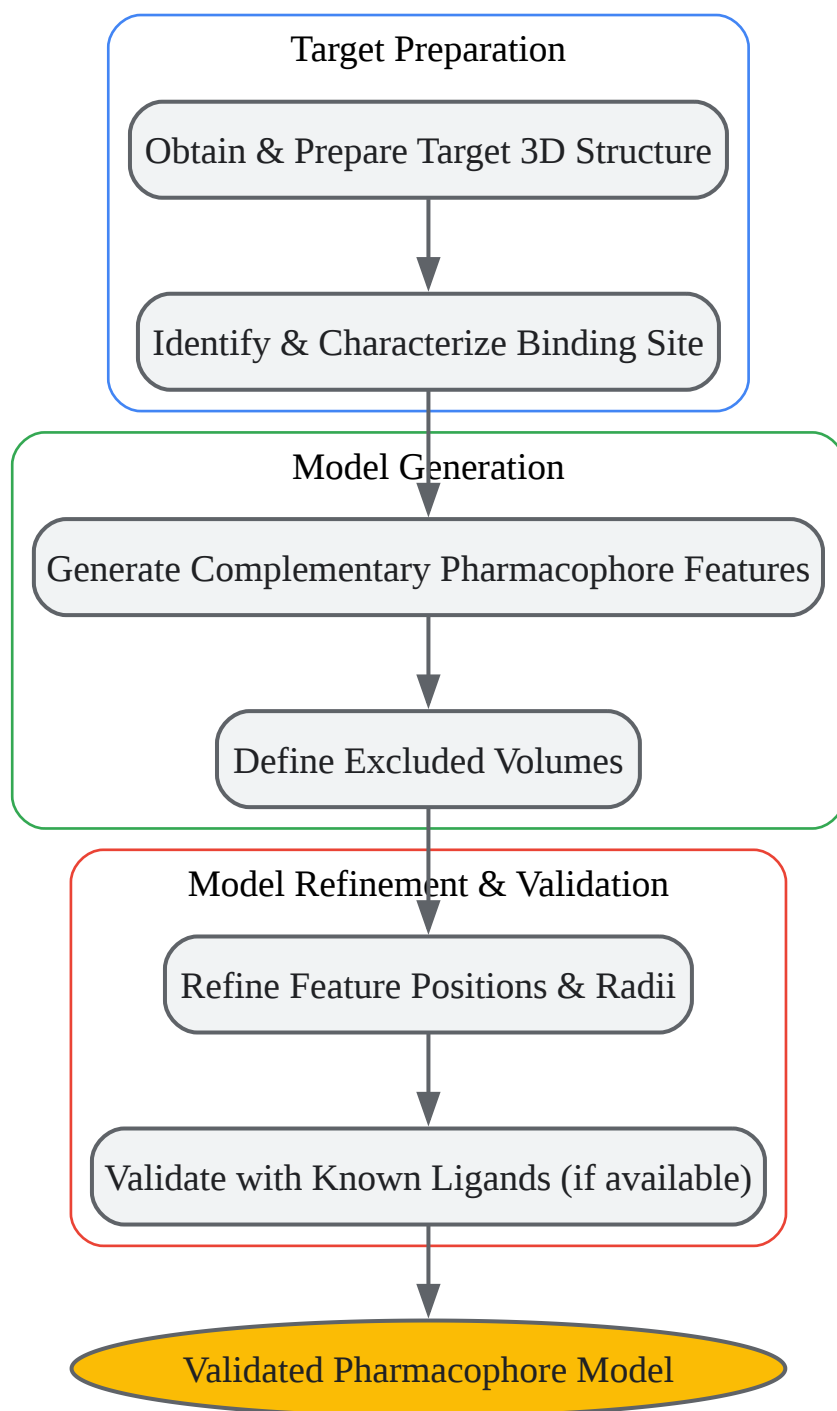 Target Preparation
Obtain & Prepare Target 3D Structure
Identify & Characterize Binding Site
Model Generation
Generate Complementary Pharmacophore Features
Define Excluded Volumes
Model Refinement & Validation
Refine Feature Positions & Radii
Validate with Known Ligands (if available)
Validated Pharmacophore Model